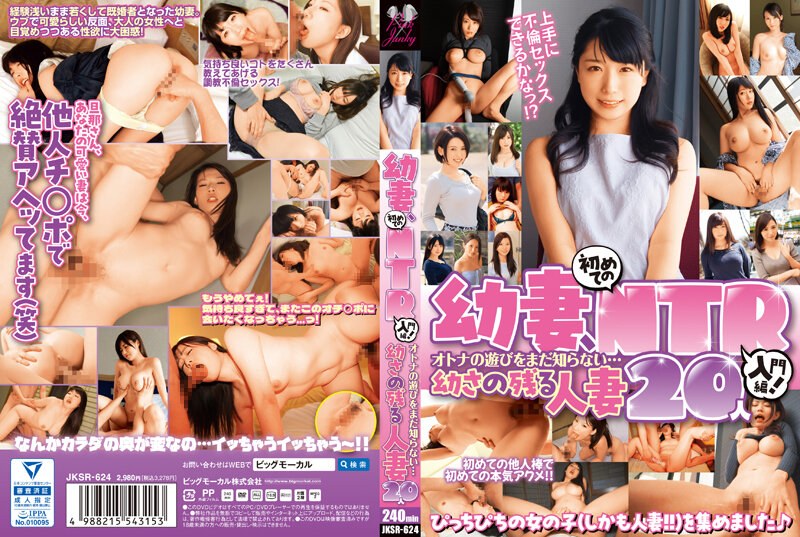 経験浅いまま若くして既婚者となった幼妻。
ウブで可愛らしい反面、大人の女性へと
目覚めつつある性欲に大困惑!
気持ち良いコトをたくさん
教えてあげる
調教不倫セックス!
旦那さん、
あなたの可愛い妻は今、
他人チ〇ポで
絶賛アヘッてます(笑)
もうやめてぇ!
気持ち良すぎて、またこのオチ〇ポに
会いたくなっちゃう…っ!
なんかカラダの奥が変なの…イッちゃうイッちゃう~!!
審査済証
成人指定
No.010095
JKSR-624
2,980円
4 988215 543153
お問い合わせはWEBで
ビッグモーカル
検索
ビッグモーカル株式会社
PP
幼妻、
初めての
NTR
入門編!
オトナの遊びをまだ知らない…
幼さの残る人妻
20人
240min
JKSR-624
上手に
不倫セックス
できるかなっ!?
初めての
幼妻、NTR
オトナの遊びをまだ知らない…
幼さの残る人妻20人
入門編!
初めての他人棒で
初めての本気アクメ!!
ぴっちぴちの女の子(しかも人妻!!)を集めました♪